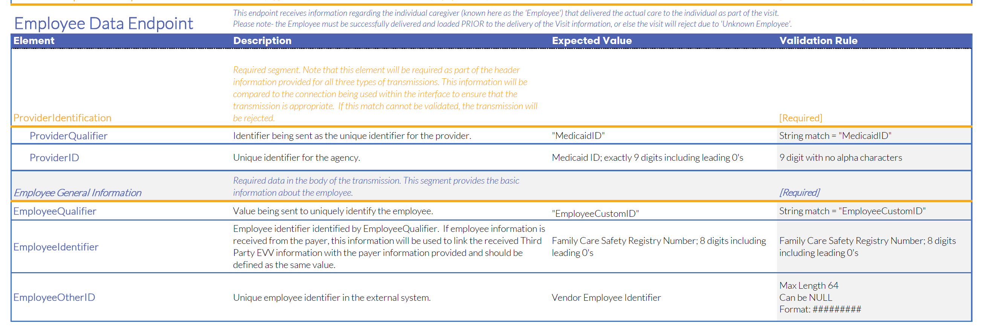 Employee Data Endpoint
This endpoint receives information regarding the individual caregiver (known here as the 'Employee') that delivered the actual care to the individual as part of the visit.
Please note- the Employee must be successfully delivered and loaded PRIOR to the delivery of the Visit information, or else the visit will reject due to 'Unknown Employee'.
Element Description Expected Value Validation Rule
Required segment. Note that this element will be required as part of the header
information provided for all three types of transmissions. This information will be
compared to the connection being used within the interface to ensure that the
transmission is appropriate.  If this match cannot be validated, the transmission will
be rejected.
ProviderIdentification
[Required]
ProviderQualifier
Identifier being sent as the unique identifier for the provider.
"MedicaidID"
String match = "MedicaidID"
ProviderID
Unique identifier for the agency.
Medicaid ID; exactly 9 digits including leading 0's
9 digit with no alpha characters
Employee General Information
Required data in the body of the transmission. This segment provides the basic
information about the employee.
[Required]
EmployeeQualifier
Value being sent to uniquely identify the employee.
"EmployeeCustomID"
String match = "EmployeeCustomID"
EmployeeIdentifier
Employee identifier identified by EmployeeQualifier.  If employee information is
received from the payer, this information will be used to link the received Third
Party EVV information with the payer information provided and should be
defined as the same value.
Family Care Safety Registry Number; 8 digits including
leading 0's
Family Care Safety Registry Number; 8 digits
including leading 0's
EmployeeOtherID
Unique employee identifier in the external system.
Vendor Employee Identifier
Max Length 64
Can be NULL
Format: #########